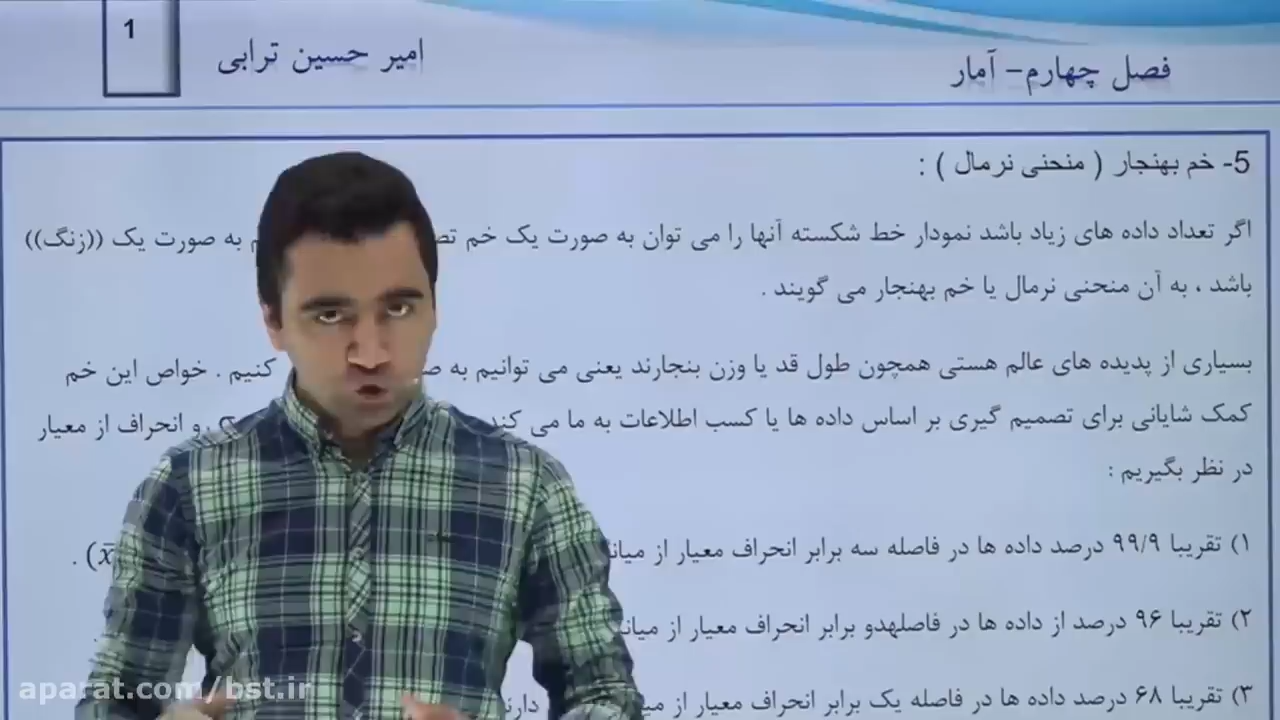 1
امیر حسین ترابی
فصل چهارم- آمار
5- خم بهنجار ( منحنی نرمال ) :
اگر تعداد داده های زیاد باشد نمودار خط شکسته آنها را می توان به صورت یک خم به صورت یک ((زنگ))
باشد ، به آن منحنی نرمال یا خم بهنجار می گویند .
بسیاری از پدیده های عالم هستی همچون طول قد یا وزن بنجارند یعنی می توانیم به کنیم . خواص این خم
کمک شایانی برای تصمیم گیری بر اساس داده ها یا کسب اطلاعات به ما می کند و انحراف از معیار
در نظر بگیریم :
۱) تقریبا ۹۹/۹ درصد داده ها در فاصله سه برابر انحراف معیار از .
۲) تقریبا ۹۶ درصد از داده ها در فاصلهدو برابر انحراف معیار از
۳) تقریبا ۶۸ درصد داده ها در فاصله یک برابر انحراف معیار از
aparat.com/bst.ir